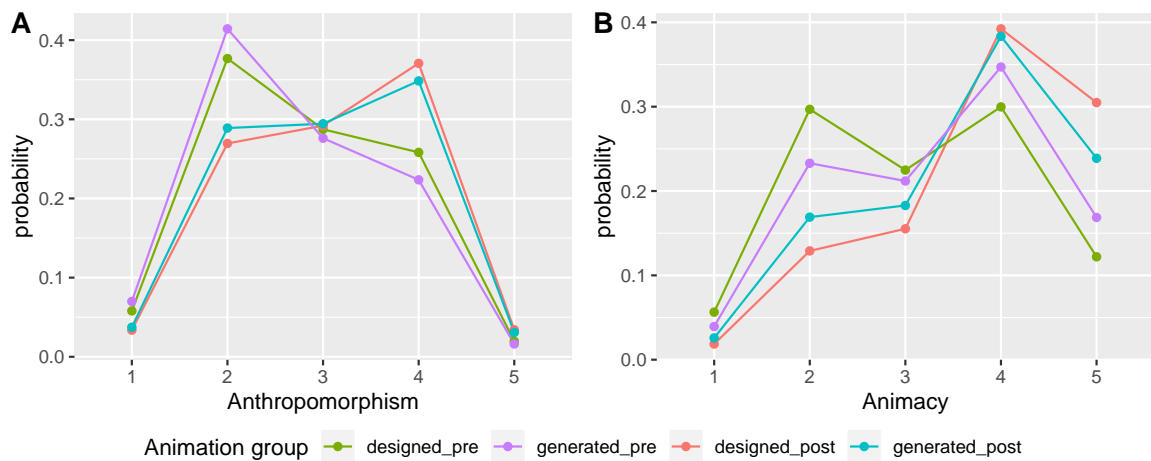 A
B
0.4
0.3
0.2
0.1
0.0
probability
1 2 3 4 5
Anthropomorphism
0.4
0.3
0.2
0.1
0.0
probability
1 2 3 4 5
Animacy
Animation group designed_pre generated_pre designed_post generated_post